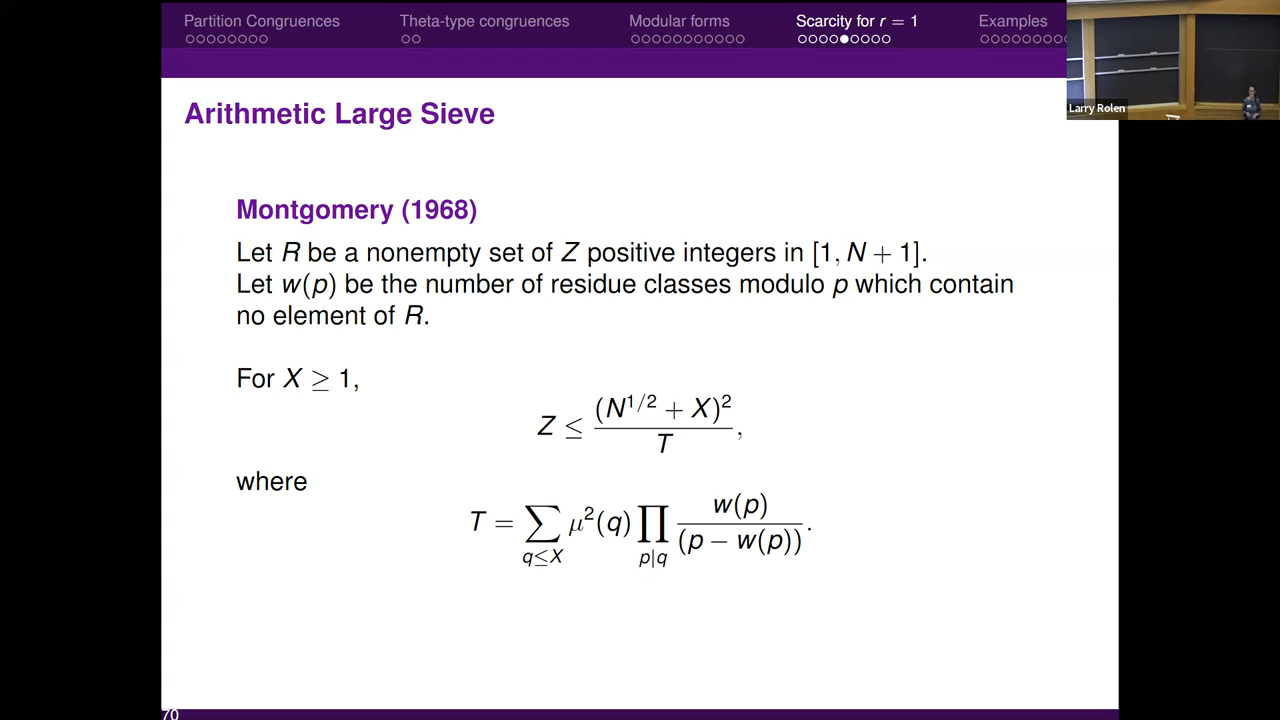 Partition Congruences Theta-type congruences Modular forms Scarcity for r = 1 Examples
Larry Rolen
Arithmetic Large Sieve
Montgomery (1968)
Let R be a nonempty set of Z positive integers in [1, N + 1].
Let w(p) be the number of residue classes modulo p which contain
no element of R.
For X ≥ 1,
Z ≤ (N^{1/2} + X)^2 / T,
where
T = ∑_{q≤X} μ^2(q) ∏_{p|q} w(p) / (p − w(p)).
70